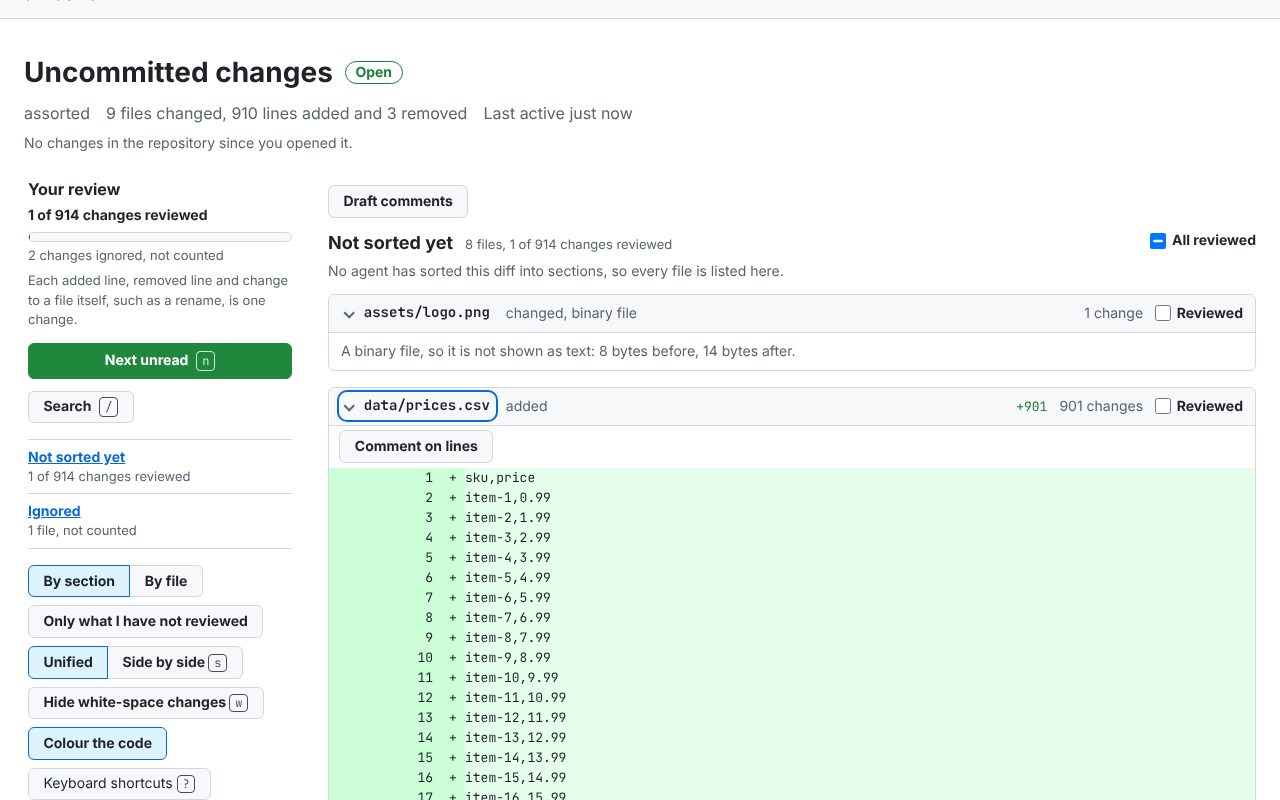 Uncommitted changes Open
assorted 9 files changed, 910 lines added and 3 removed Last active just now
No changes in the repository since you opened it.
Your review
1 of 914 changes reviewed
2 changes ignored, not counted
Each added line, removed line and change
to a file itself, such as a rename, is one
change.
Next unread n
Search /
Not sorted yet
1 of 914 changes reviewed
Ignored
1 file, not counted
By section By file
Only what I have not reviewed
Unified Side by side s
Hide white-space changes w
Colour the code
Keyboard shortcuts ?
Draft comments
Not sorted yet 8 files, 1 of 914 changes reviewed All reviewed
No agent has sorted this diff into sections, so every file is listed here.
assets/logo.png changed, binary file 1 change Reviewed
A binary file, so it is not shown as text: 8 bytes before, 14 bytes after.
data/prices.csv added +901 901 changes Reviewed
Comment on lines
1 + sku,price
2 + item-1,0.99
3 + item-2,1.99
4 + item-3,2.99
5 + item-4,3.99
6 + item-5,4.99
7 + item-6,5.99
8 + item-7,6.99
9 + item-8,7.99
10 + item-9,8.99
11 + item-10,9.99
12 + item-11,10.99
13 + item-12,11.99
14 + item-13,12.99
15 + item-14,13.99
16 + item-15,14.99
17 + item-16,15.99